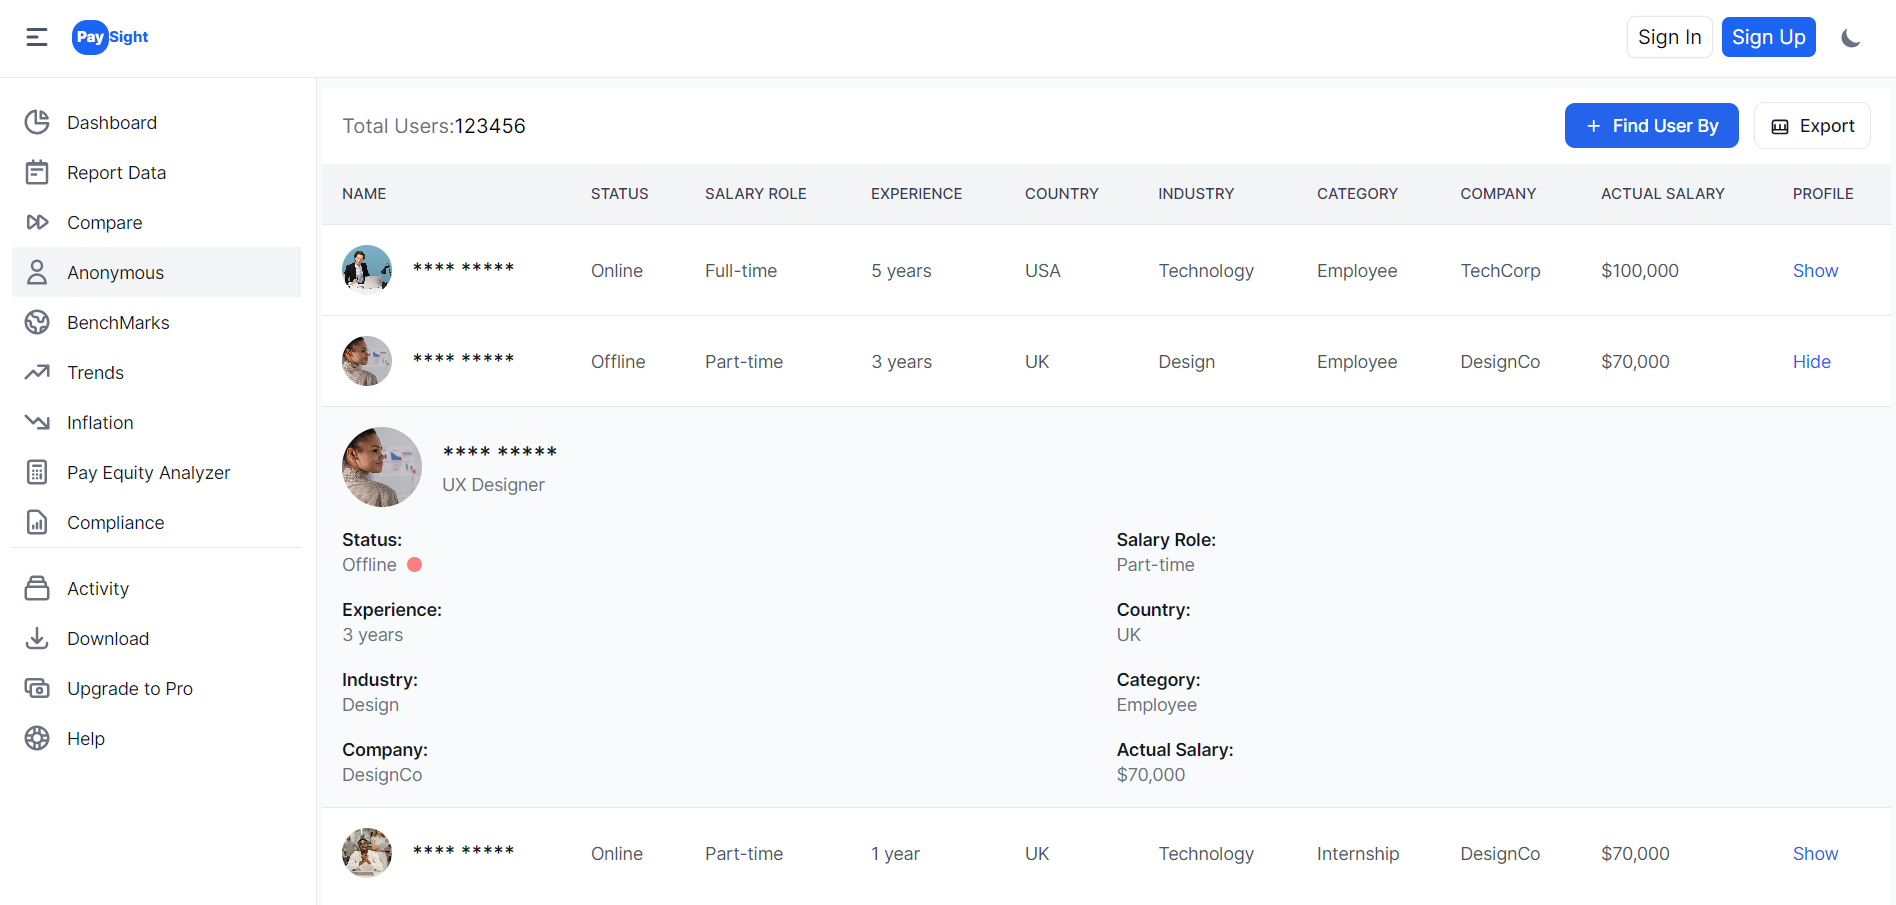 Pay Sight
Sign In
Sign Up
Dashboard
Report Data
Compare
Anonymous
BenchMarks
Trends
Inflation
Pay Equity Analyzer
Compliance
Activity
Download
Upgrade to Pro
Help
Total Users:123456
+ Find User By
Export
NAME STATUS SALARY ROLE EXPERIENCE COUNTRY INDUSTRY CATEGORY COMPANY ACTUAL SALARY PROFILE
**** ***** Online Full-time 5 years USA Technology Employee TechCorp $100,000 Show
**** ***** Offline Part-time 3 years UK Design Employee DesignCo $70,000 Hide
**** *****
UX Designer
Status:
Offline
Salary Role:
Part-time
Experience:
3 years
Country:
UK
Industry:
Design
Category:
Employee
Company:
DesignCo
Actual Salary:
$70,000
**** ***** Online Part-time 1 year UK Technology Internship DesignCo $70,000 Show